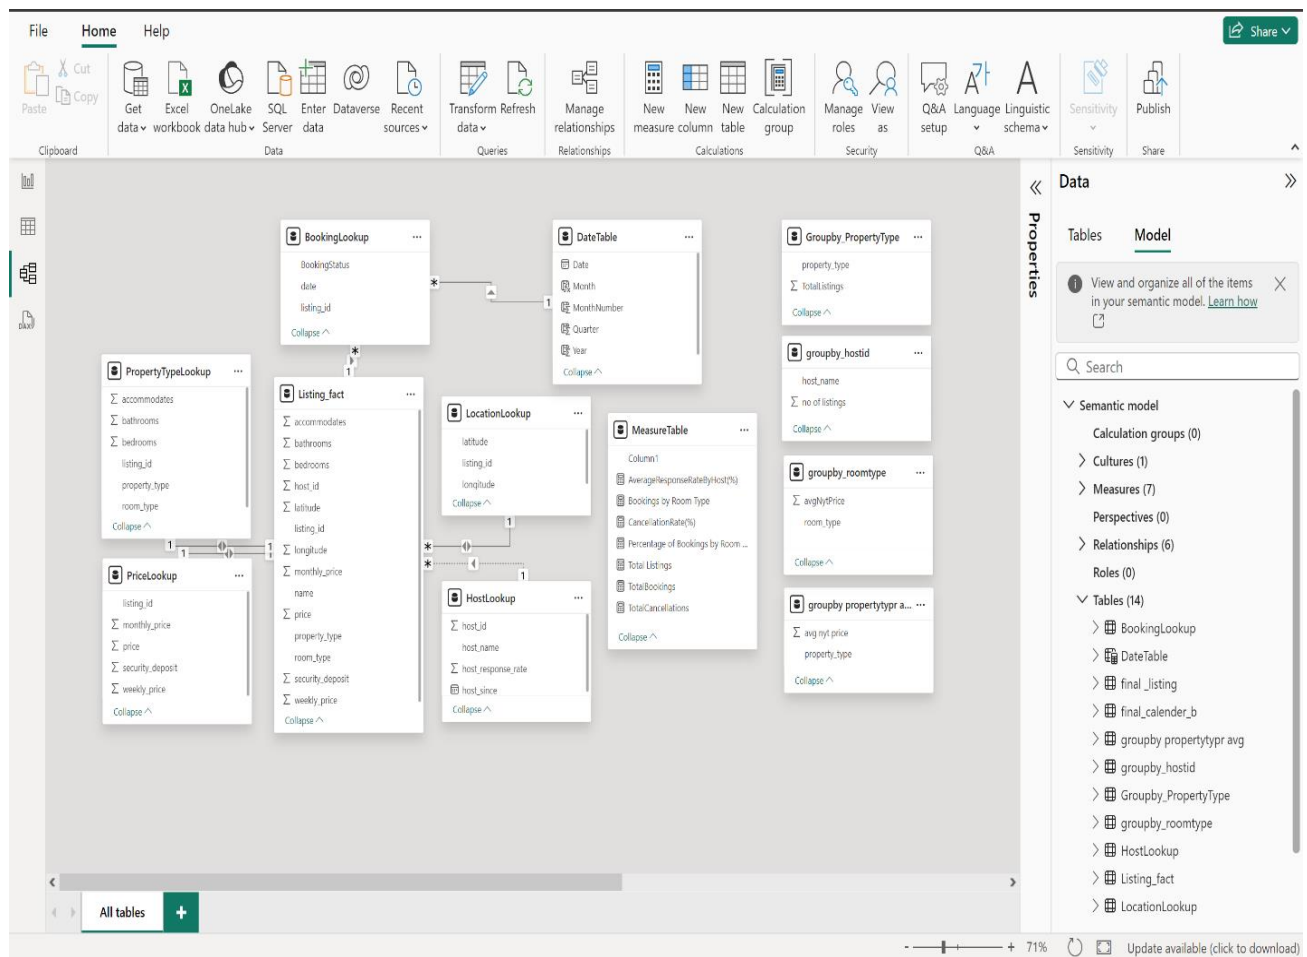 File Home Help
Share
Paste
Cut
Copy
Get data
Excel workbook
OneLake data hub
SQL Server
Enter data
Dataverse
Recent sources
Transform data
Refresh
Manage relationships
New measure
New column
New table
Calculation group
Manage roles
View as
Q&A setup
Language
Linguistic schema
Sensitivity
Publish
Clipboard
Data
Queries
Relationships
Calculations
Security
Q&A
Sensitivity
Share
DAX
BookingLookup
BookingStatus
date
listing_id
Collapse
* 1
DateTable
Date
Month
MonthNumber
Quarter
Year
Collapse
Groupby_PropertyType
property_type
Σ TotalListings
Collapse
groupby_hostid
host_name
Σ no of listings
Collapse
groupby_roomtype
Σ avgNytPrice
room_type
Collapse
groupby propertytypr a...
Σ avg nyt price
property_type
Collapse
PropertyTypeLookup
Σ accommodates
Σ bathrooms
Σ bedrooms
listing_id
property_type
room_type
Collapse
1 1
1
PriceLookup
listing_id
Σ monthly_price
Σ price
Σ security_deposit
Σ weekly_price
Collapse
*
1
Listing_fact
Σ accommodates
Σ bathrooms
Σ bedrooms
Σ host_id
Σ latitude
listing_id
Σ longitude
Σ monthly_price
name
Σ price
property_type
room_type
Σ security_deposit
Σ weekly_price
Collapse
LocationLookup
latitude
listing_id
longitude
Collapse
1
*
*
1
HostLookup
Σ host_id
host_name
Σ host_response_rate
host_since
Collapse
MeasureTable
Column1
AverageResponseRateByHost(%)
Bookings by Room Type
CancellationRate(%)
Percentage of Bookings by Room ...
Total Listings
TotalBookings
TotalCancellations
Collapse
Properties
Data
Tables Model
View and organize all of the items
in your semantic model. Learn how
Search
Semantic model
Calculation groups (0)
Cultures (1)
Measures (7)
Perspectives (0)
Relationships (6)
Roles (0)
Tables (14)
BookingLookup
DateTable
final _listing
final_calender_b
groupby propertytypr avg
groupby_hostid
Groupby_PropertyType
groupby_roomtype
HostLookup
Listing_fact
LocationLookup
All tables +
- + 71% Update available (click to download)